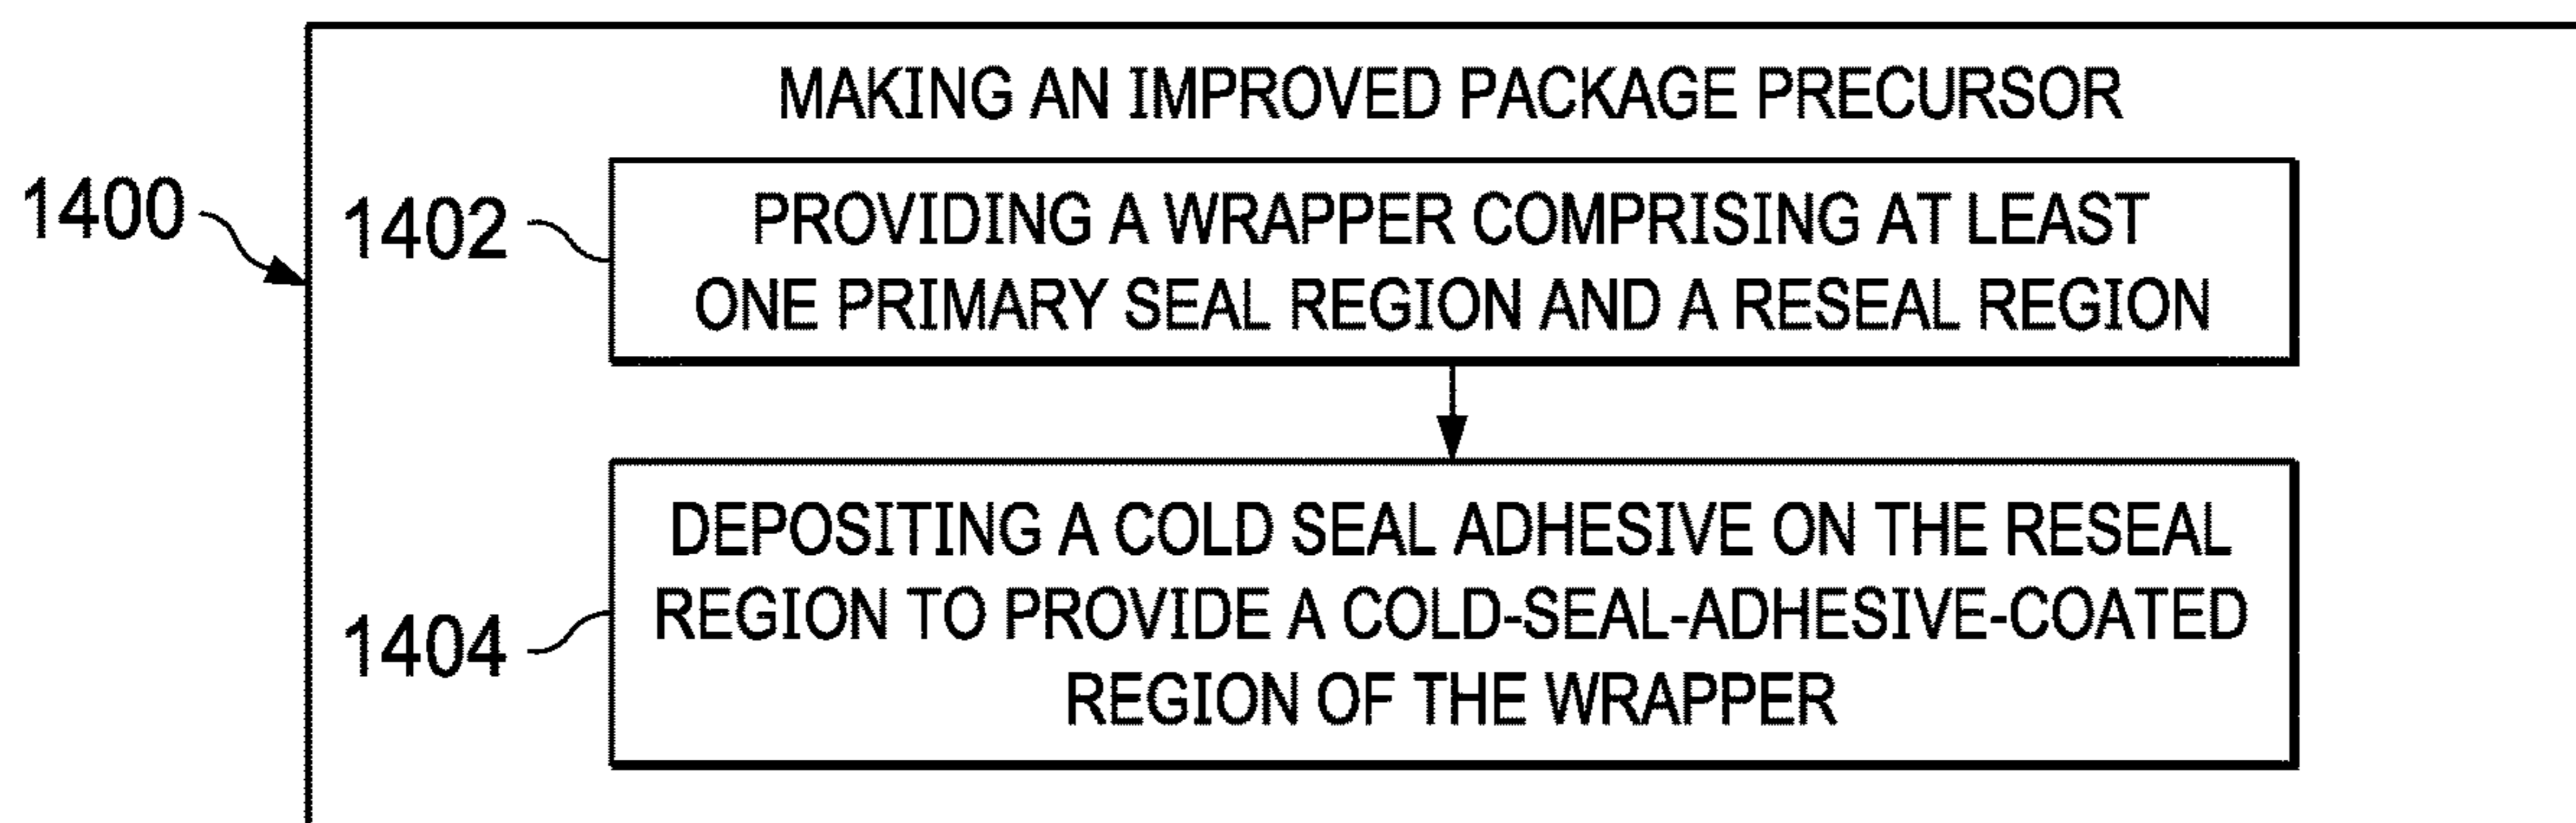 MAKING AN IMPROVED PACKAGE PRECURSOR
1400
1402
PROVIDING A WRAPPER COMPRISING AT LEAST
ONE PRIMARY SEAL REGION AND A RESEAL REGION
1404
DEPOSITING A COLD SEAL ADHESIVE ON THE RESEAL
REGION TO PROVIDE A COLD-SEAL-ADHESIVE-COATED
REGION OF THE WRAPPER